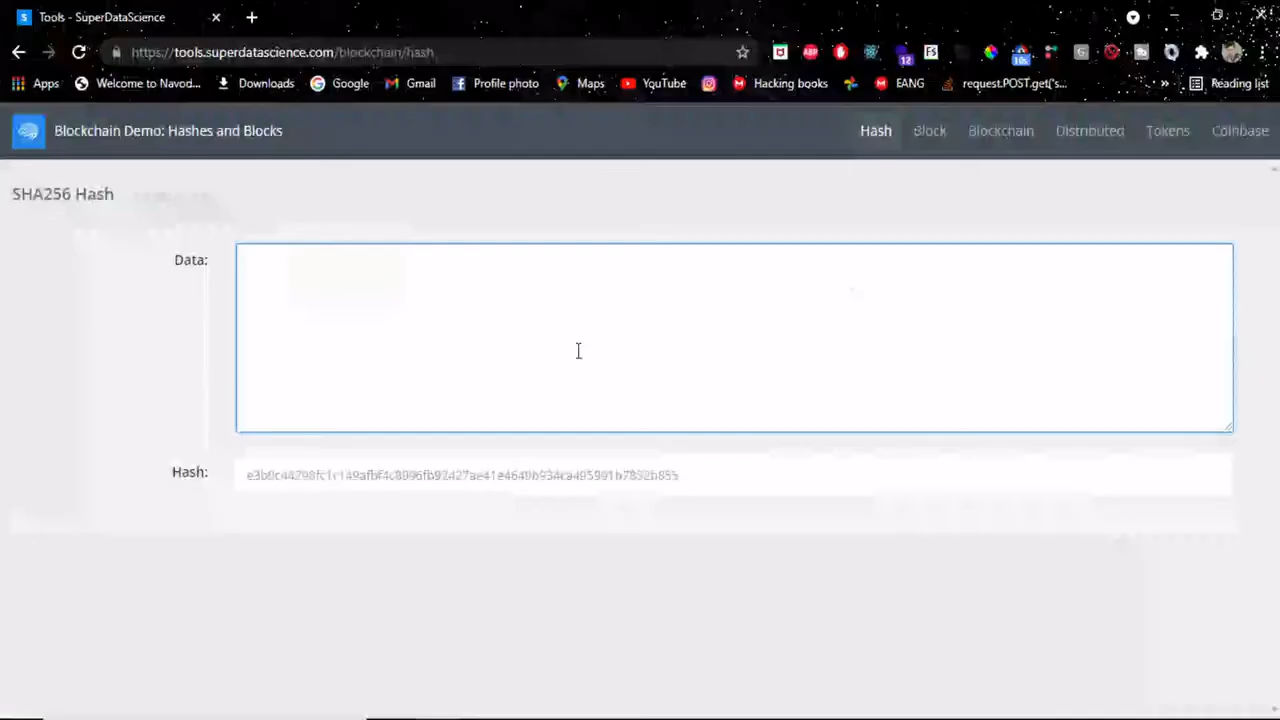 Tools - SuperDataScience
https://tools.superdatascience.com/blockchain/hash
12
10s
Apps Welcome to Navod... Downloads Google Gmail Profile photo Maps YouTube Hacking books EANG request.POST.get('s... » Reading list
Blockchain Demo: Hashes and Blocks Hash Block Blockchain Distributed Tokens Coinbase
SHA256 Hash
Data:
Hash: